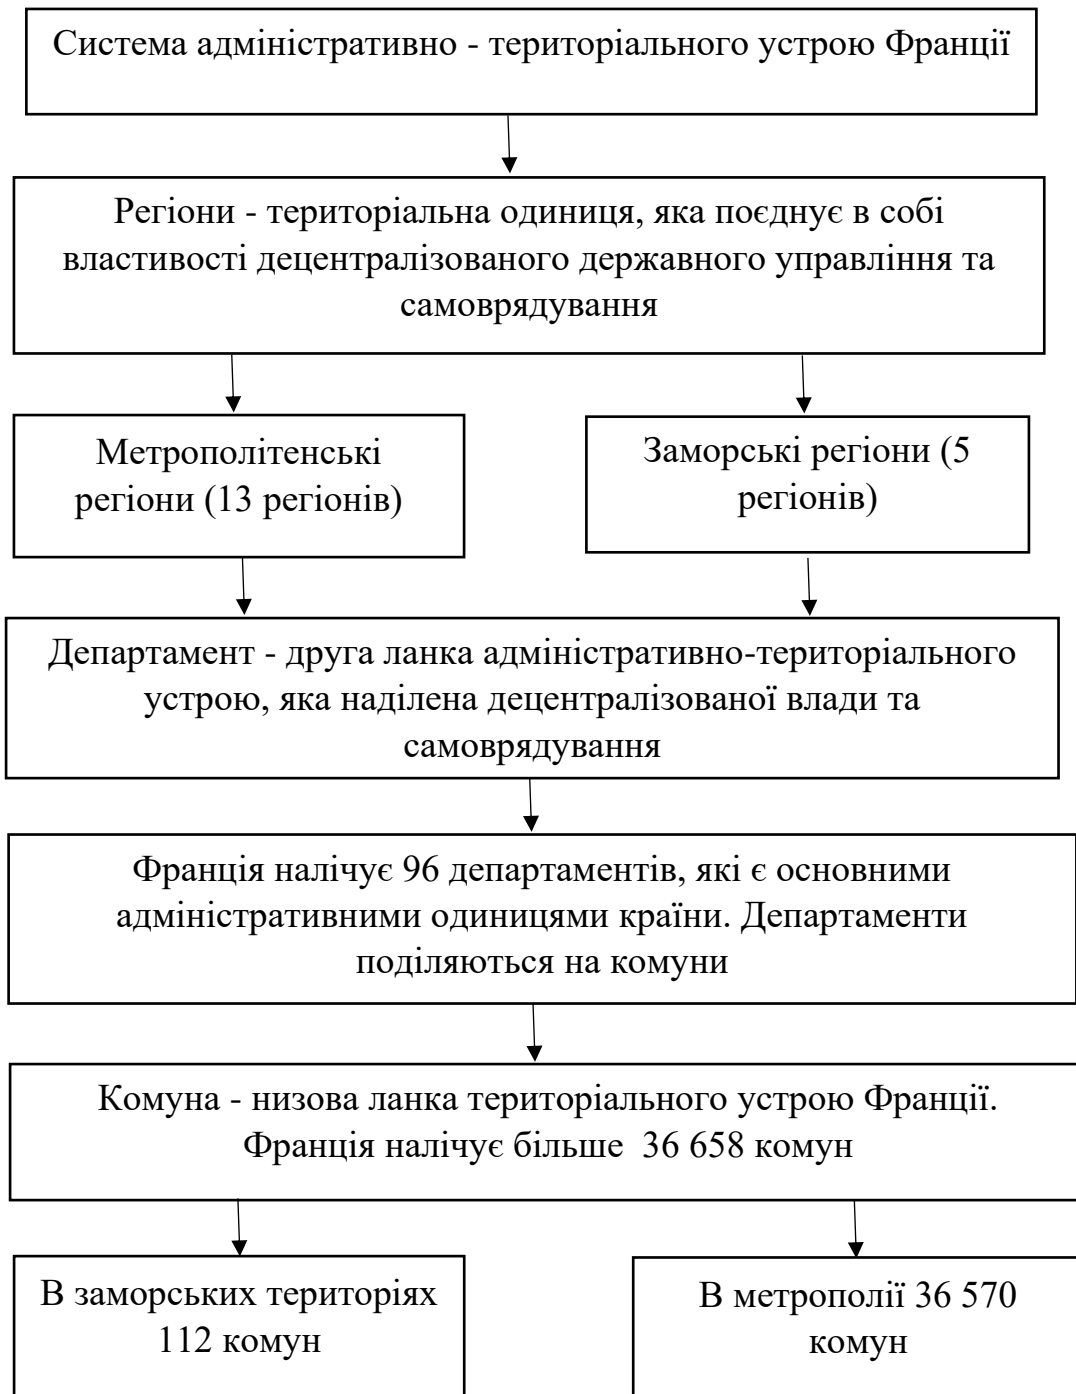 Система адміністративно - територіального устрою Франції
Регіони - територіальна одиниця, яка поєднує в собі
властивості децентралізованого державного управління та
самоврядування
Метрополітенські
регіони (13 регіонів)
Заморські регіони (5
регіонів)
Департамент - друга ланка адміністративно-територіального
устрою, яка наділена децентралізованої влади та
самоврядування
Франція налічує 96 департаментів, які є основними
адміністративними одиницями країни. Департаменти
поділяються на комуни
Комуна - низова ланка територіального устрою Франції.
Франція налічує більше 36 658 комун
В заморських територіях
112 комун
В метрополії 36 570
комун